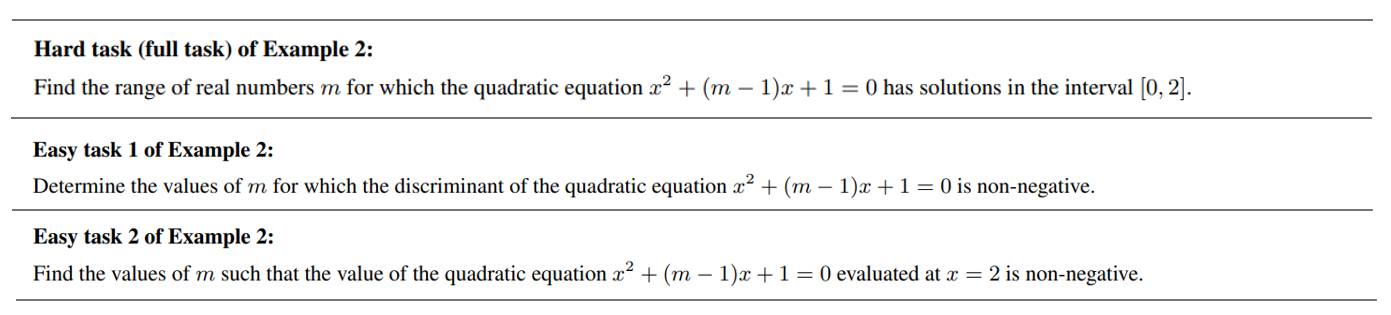 Hard task (full task) of Example 2:
Find the range of real numbers m for which the quadratic equation x² + (m − 1)x + 1 = 0 has solutions in the interval [0, 2].
Easy task 1 of Example 2:
Determine the values of m for which the discriminant of the quadratic equation x² + (m − 1)x + 1 = 0 is non-negative.
Easy task 2 of Example 2:
Find the values of m such that the value of the quadratic equation x² + (m − 1)x + 1 = 0 evaluated at x = 2 is non-negative.